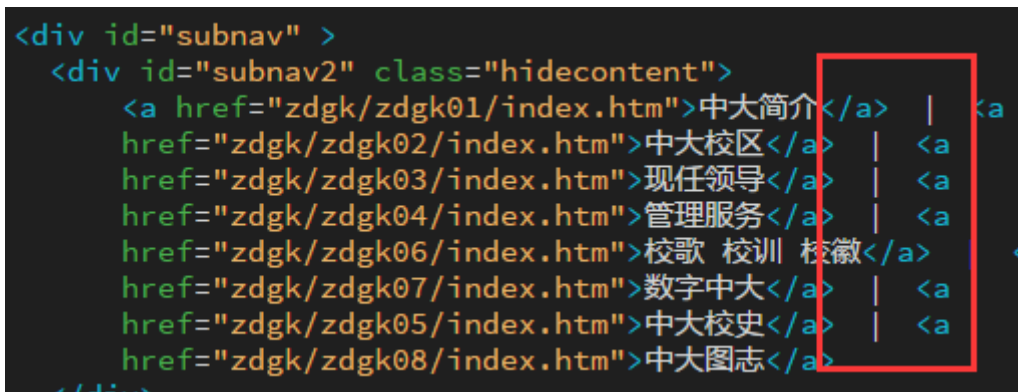 <div id="subnav" >
<div id="subnav2" class="hidecontent">
<a href="zdgk/zdgk01/index.htm">中大简介</a> | <a
href="zdgk/zdgk02/index.htm">中大校区</a> | <a
href="zdgk/zdgk03/index.htm">现任领导</a> | <a
href="zdgk/zdgk04/index.htm">管理服务</a> | <a
href="zdgk/zdgk06/index.htm">校歌 校训 校徽</a> | <
href="zdgk/zdgk07/index.htm">数字中大</a> | <a
href="zdgk/zdgk05/index.htm">中大校史</a> | <a
href="zdgk/zdgk08/index.htm">中大图志</a>
</div>